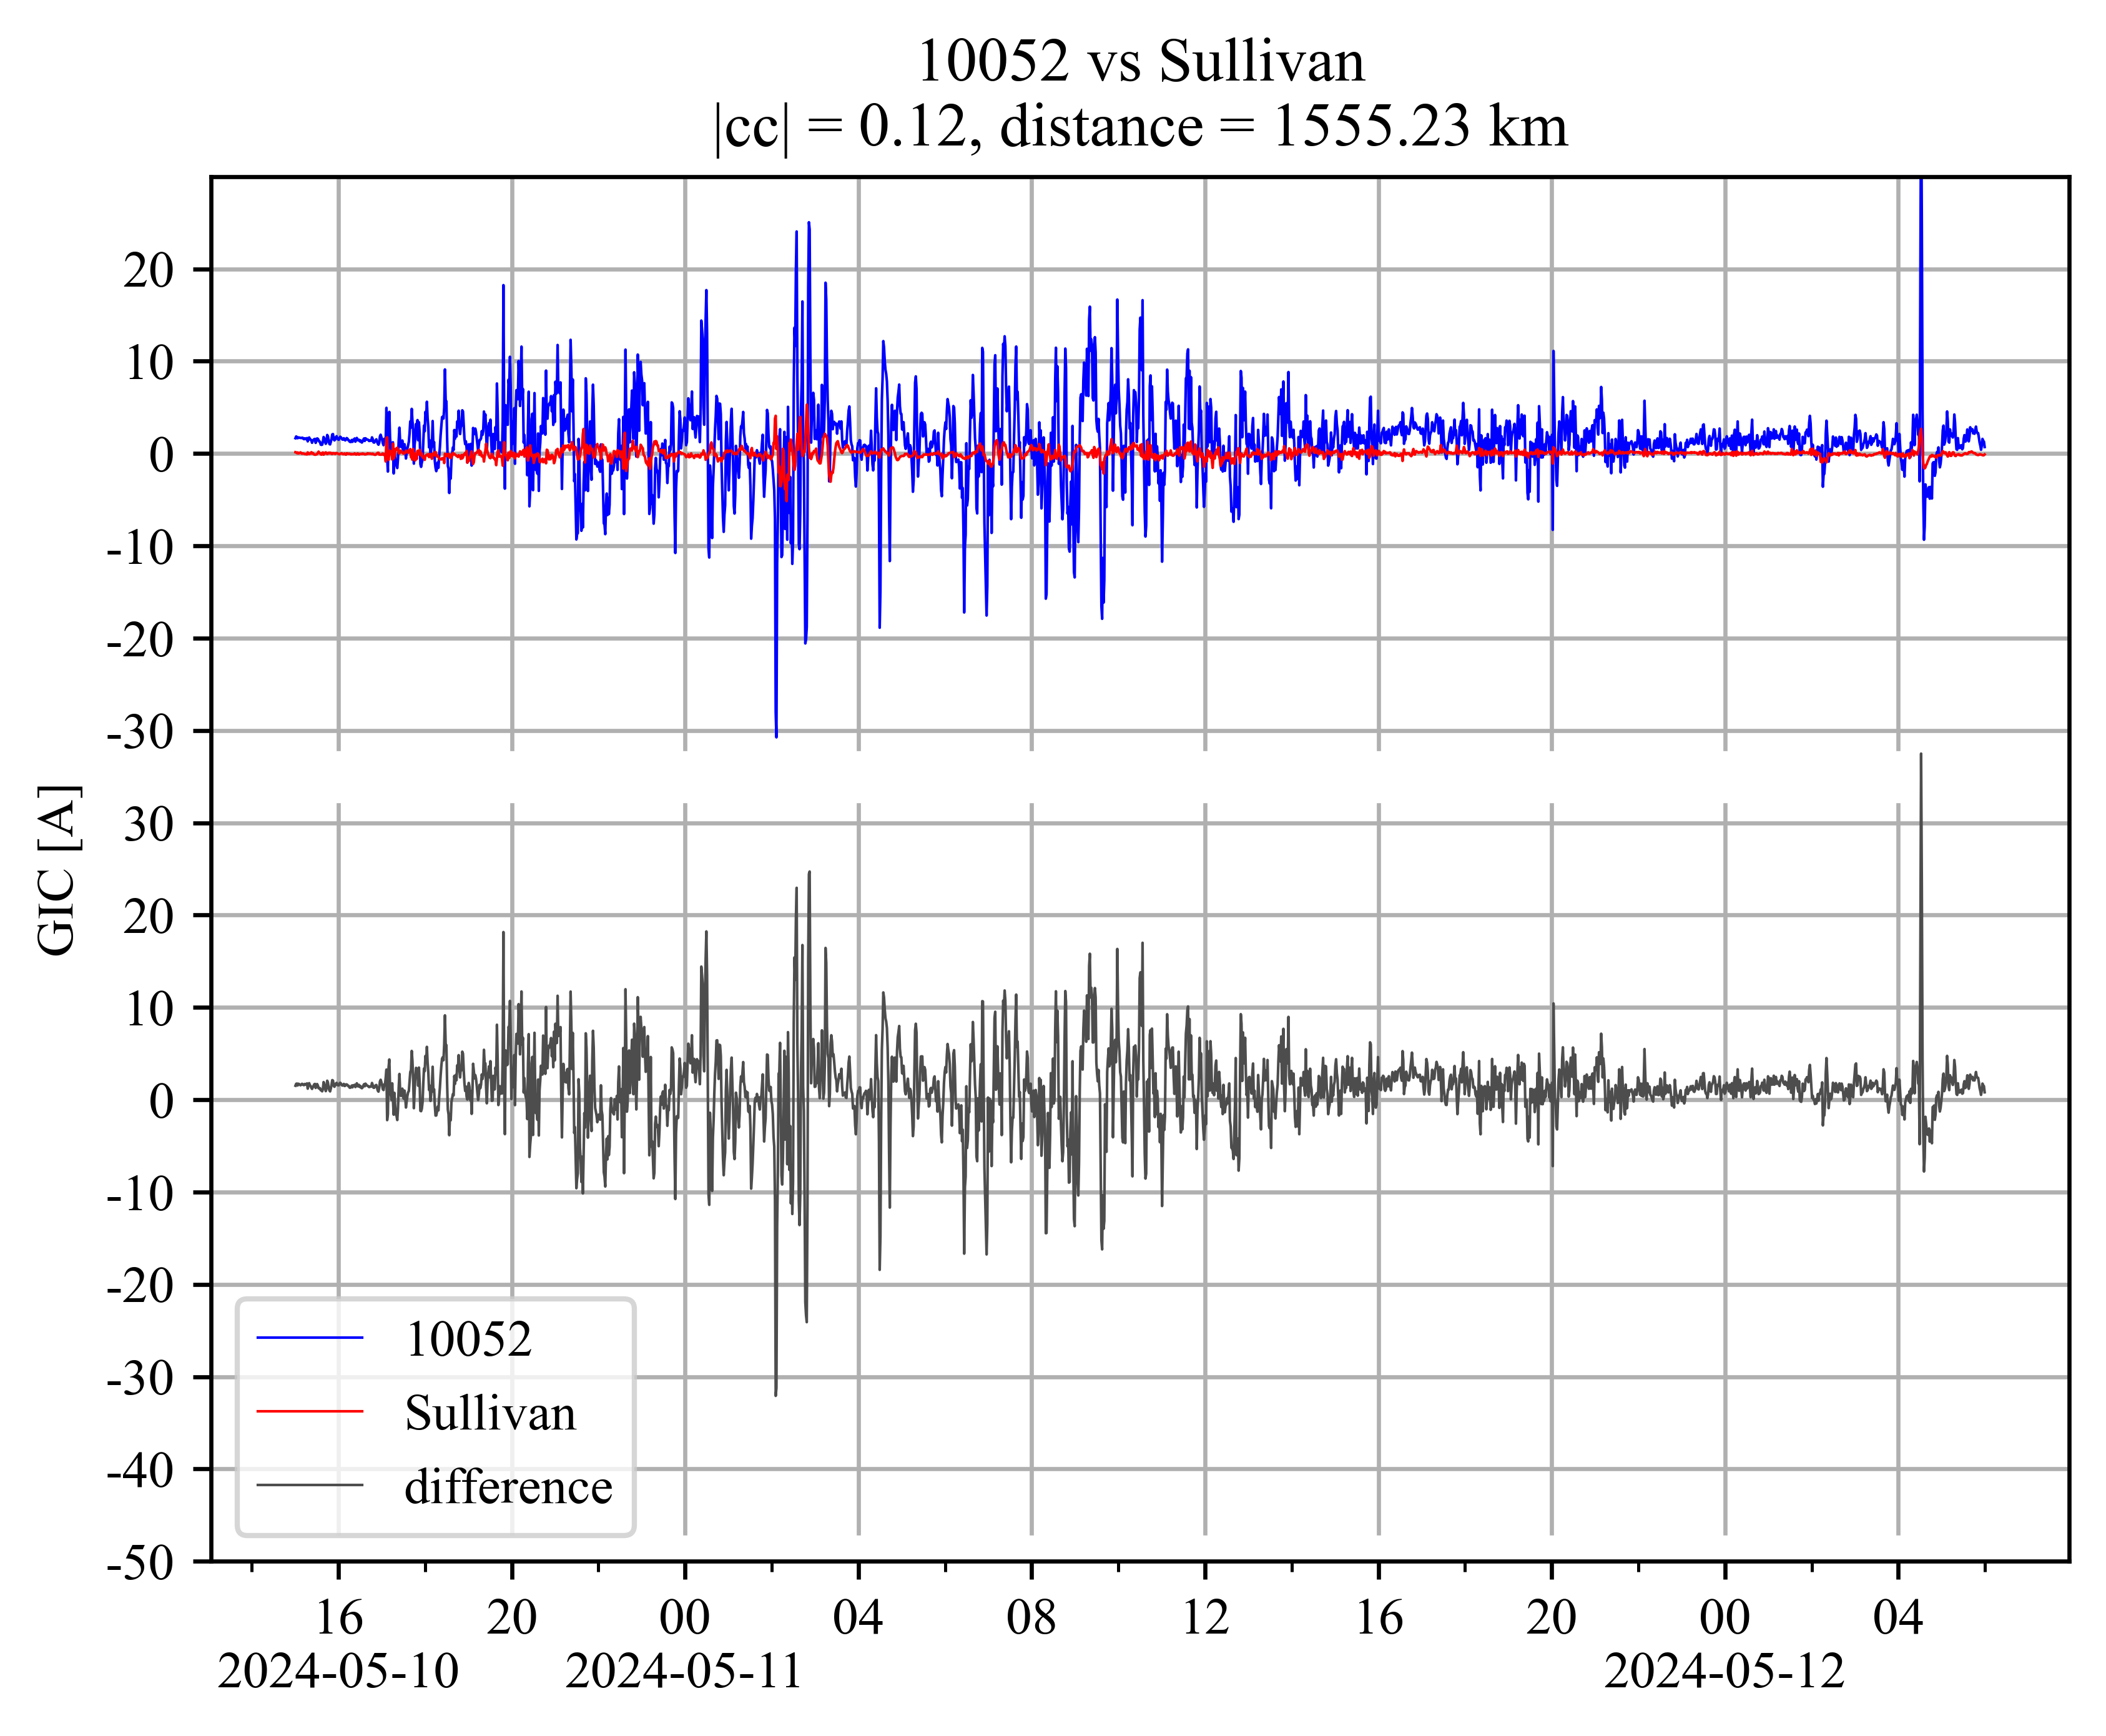 10052 vs Sullivan
|cc| = 0.12, distance = 1555.23 km
20
10
0
-10
-20
-30
30
20
10
0
-10
-20
-30
-40
-50
GIC [A]
10052
Sullivan
difference
16 20 00 04 08 12 16 20 00 04
2024-05-10 2024-05-11 2024-05-12